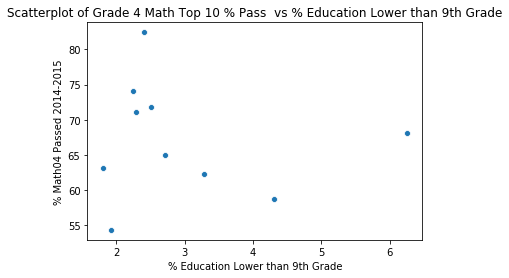 Scatterplot of Grade 4 Math Top 10 % Pass  vs % Education Lower than 9th Grade
% Math04 Passed 2014-2015
80
75
70
65
60
55
2 3 4 5 6
% Education Lower than 9th Grade